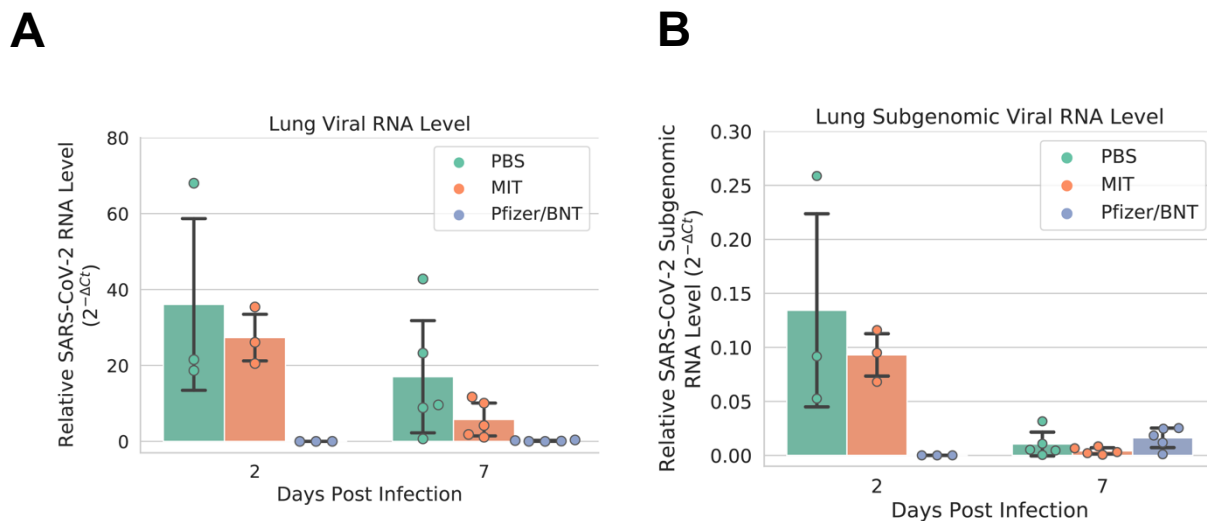 A
Lung Viral RNA Level
Relative SARS-CoV-2 RNA Level
(2^−ΔCt)
80
60
40
20
0
PBS
MIT
Pfizer/BNT
2
7
Days Post Infection
B
Lung Subgenomic Viral RNA Level
Relative SARS-CoV-2 Subgenomic
RNA Level (2^−ΔCt)
0.30
0.25
0.20
0.15
0.10
0.05
0.00
PBS
MIT
Pfizer/BNT
2
7
Days Post Infection